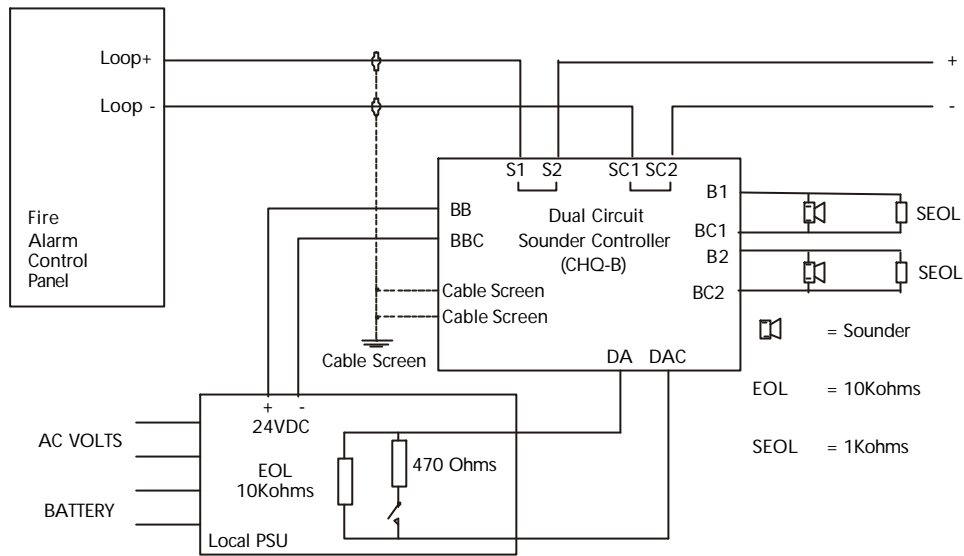 Loop+
+
Loop -
-
S1 S2 SC1 SC2
Fire
Alarm
Control
Panel
BB
BBC
Dual Circuit
Sounder Controller
(CHQ-B)
B1
BC1
B2
BC2
SEOL
SEOL
Cable Screen
Cable Screen
Cable Screen
DA DAC
= Sounder
EOL = 10Kohms
SEOL = 1Kohms
+ -
24VDC
AC VOLTS
BATTERY
EOL
10Kohms
470 Ohms
Local PSU